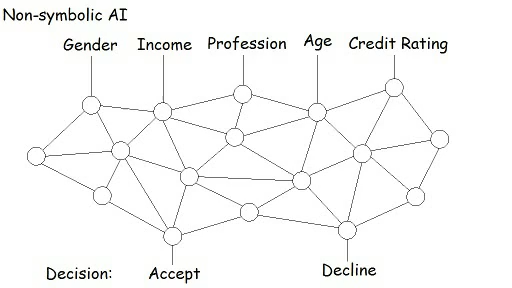 Non-symbolic AI
Gender Income Profession Age Credit Rating
Decision: Accept Decline